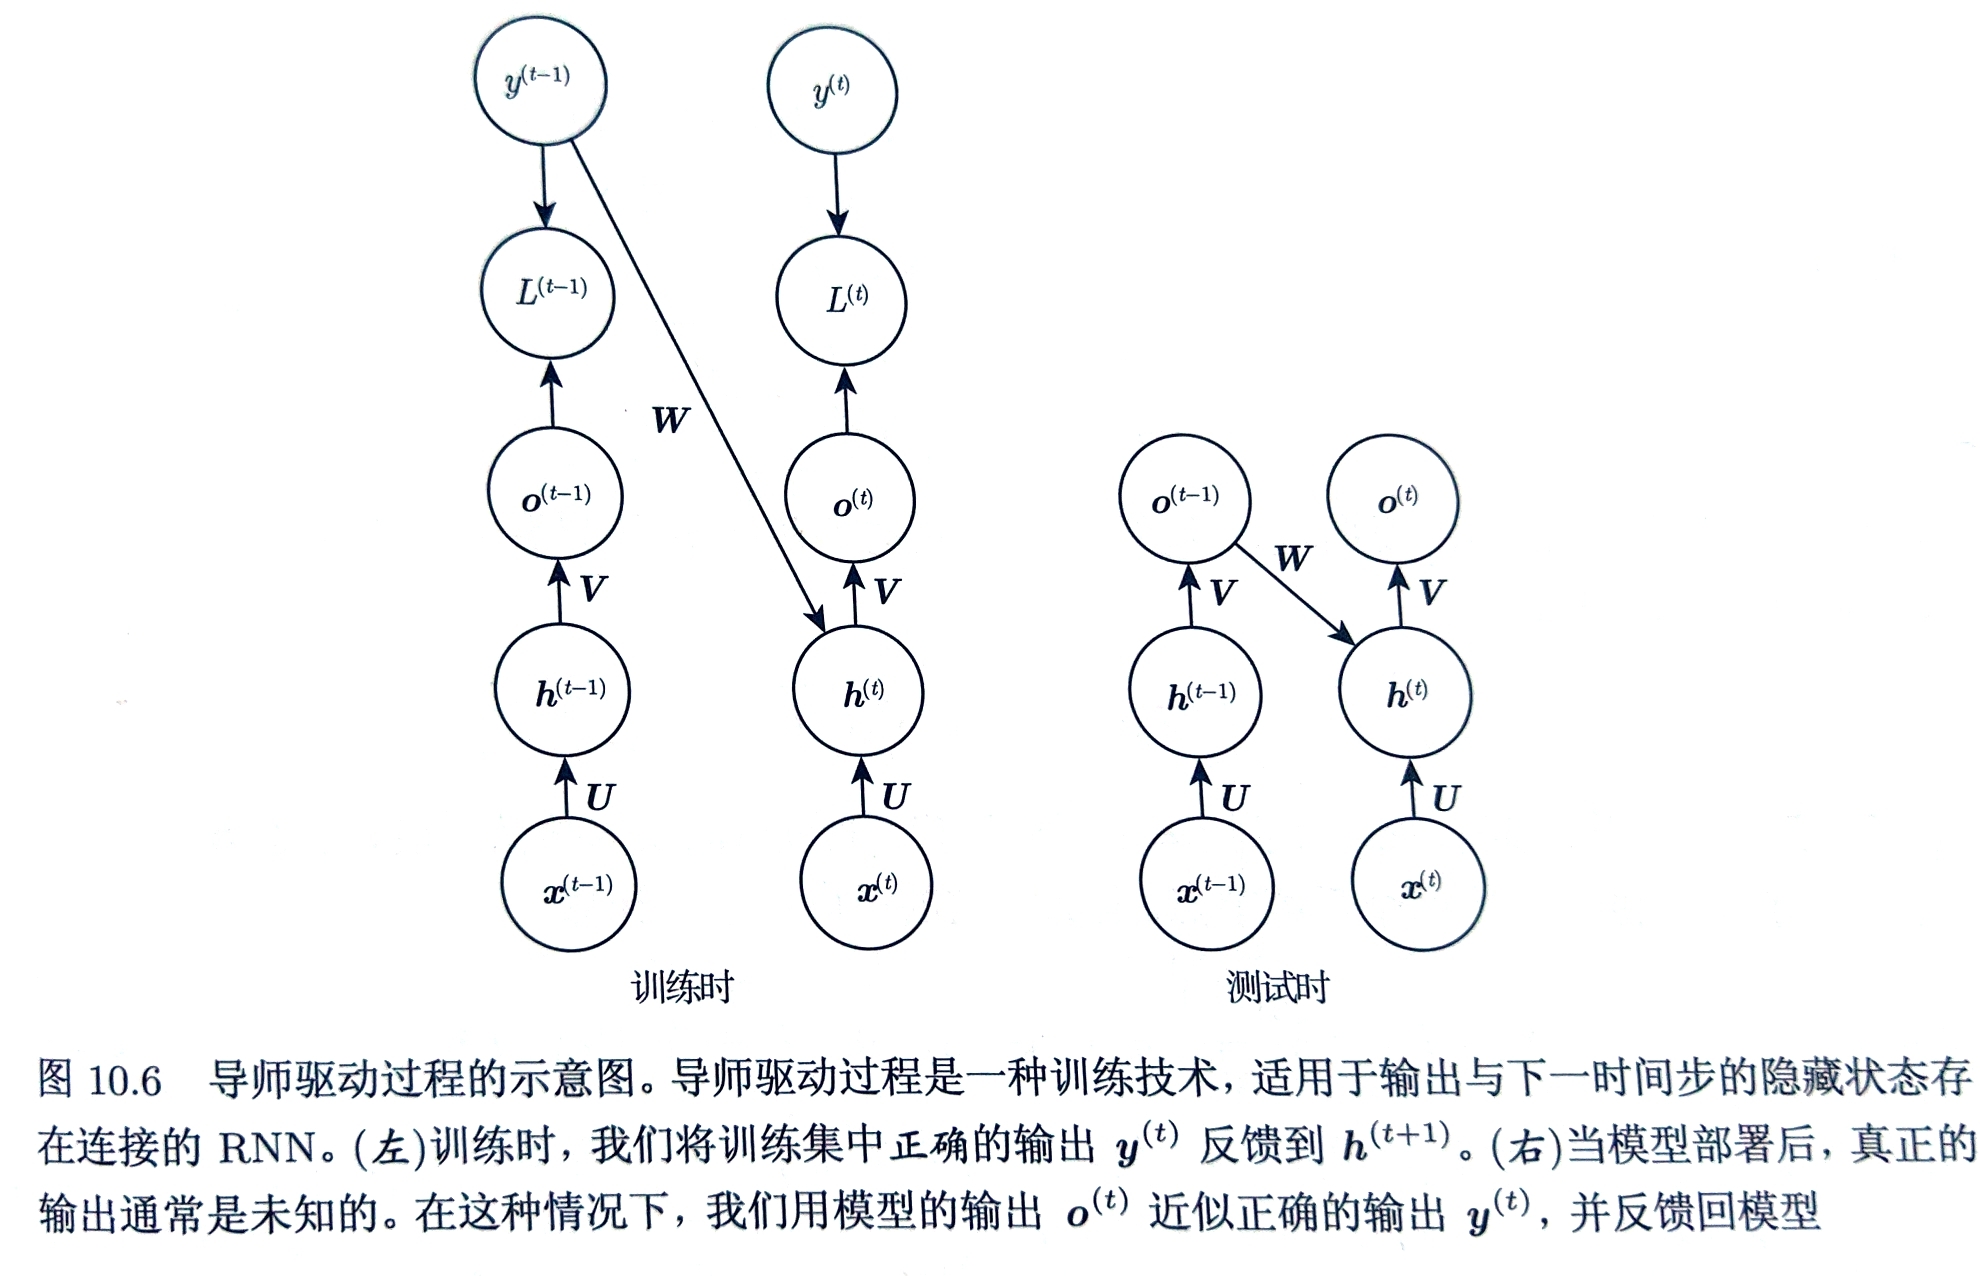 y^(t-1) y^(t)
L^(t-1) L^(t)
W
o^(t-1) o^(t) o^(t-1) o^(t)
W
V V V V
h^(t-1) h^(t) h^(t-1) h^(t)
U U U U
x^(t-1) x^(t) x^(t-1) x^(t)
训练时 测试时
图 10.6 导师驱动过程的示意图。导师驱动过程是一种训练技术，适用于输出与下一时间步的隐藏状态存
在连接的 RNN。(左)训练时，我们将训练集中正确的输出 y^(t) 反馈到 h^(t+1)。(右)当模型部署后，真正的
输出通常是未知的。在这种情况下，我们用模型的输出 o^(t) 近似正确的输出 y^(t)，并反馈回模型